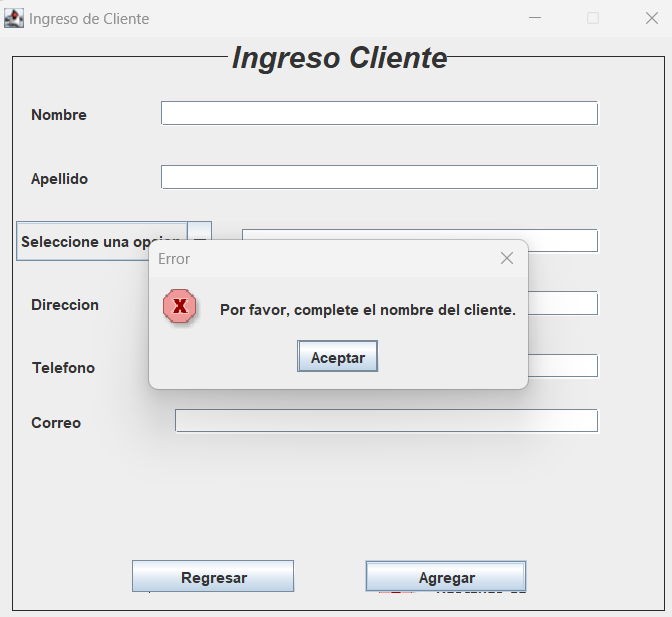 Ingreso de Cliente
Ingreso Cliente
Nombre
Apellido
Seleccione una
Error
Por favor, complete el nombre del cliente.
Aceptar
Direccion
Telefono
Correo
Regresar
Agregar